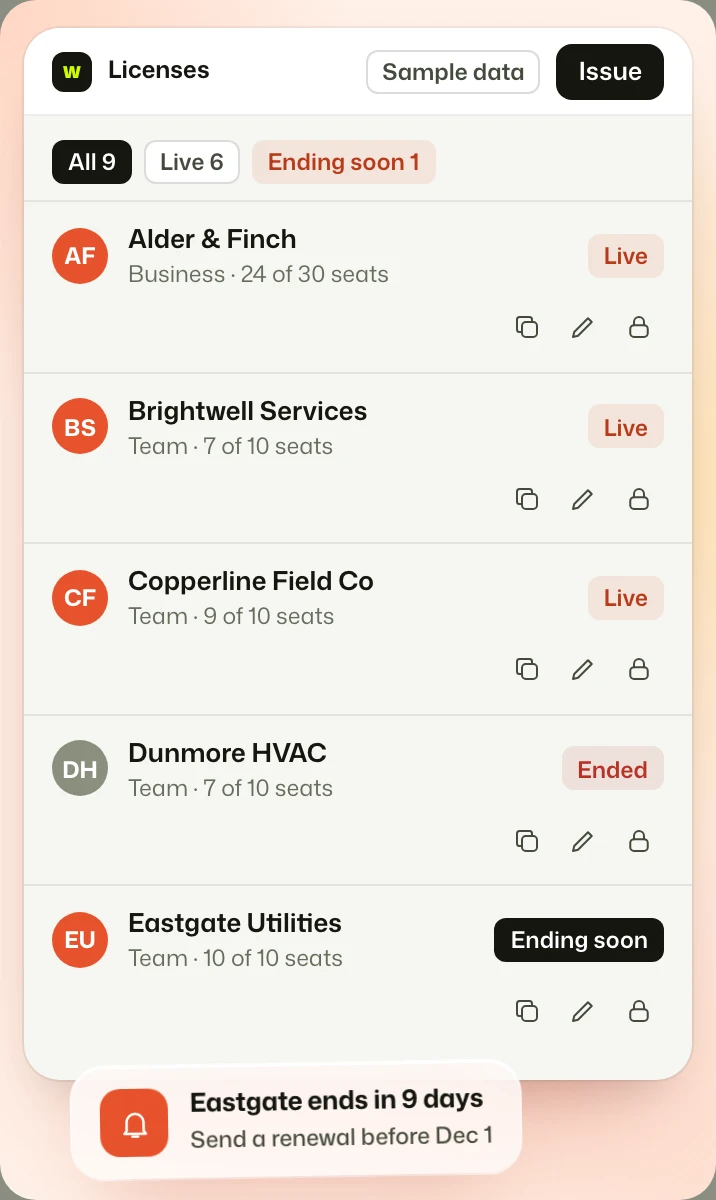 w Licenses Sample data Issue
All 9 Live 6 Ending soon 1
AF Alder & Finch Live
Business · 24 of 30 seats
BS Brightwell Services Live
Team · 7 of 10 seats
CF Copperline Field Co Live
Team · 9 of 10 seats
DH Dunmore HVAC Ended
Team · 7 of 10 seats
EU Eastgate Utilities Ending soon
Team · 10 of 10 seats
Eastgate ends in 9 days
Send a renewal before Dec 1